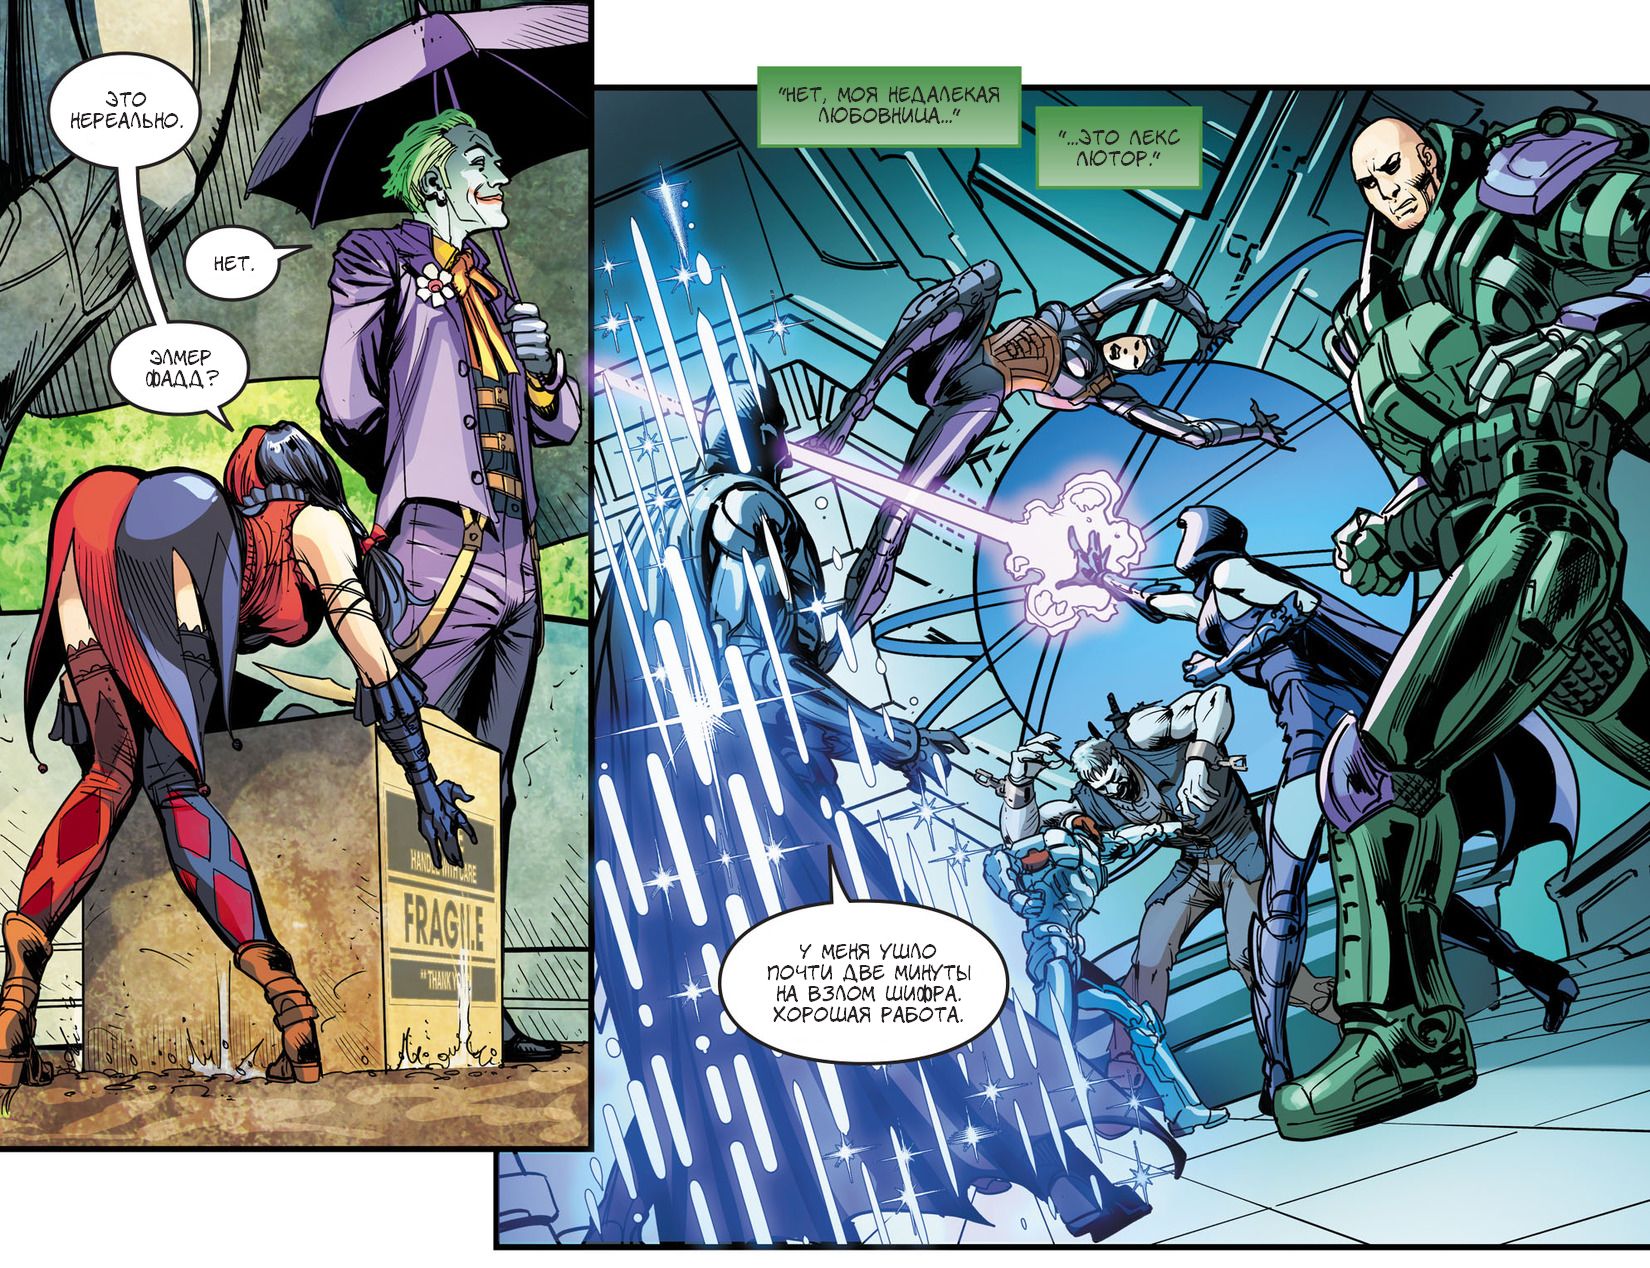 ЭТО
НЕРЕАЛЬНО.
НЕТ.
ЭЛМЕР
ФАДД?
HANDLE WITH CARE
FRAGILE
"THANK YOU"
"НЕТ, МОЯ НЕДАЛЕКАЯ
ЛЮБОВНИЦА..."
"...ЭТО ЛЕКС
ЛЮТОР."
У МЕНЯ УШЛО
ПОЧТИ ДВЕ МИНУТЫ
НА ВЗЛОМ ШИФРА.
ХОРОШАЯ РАБОТА.